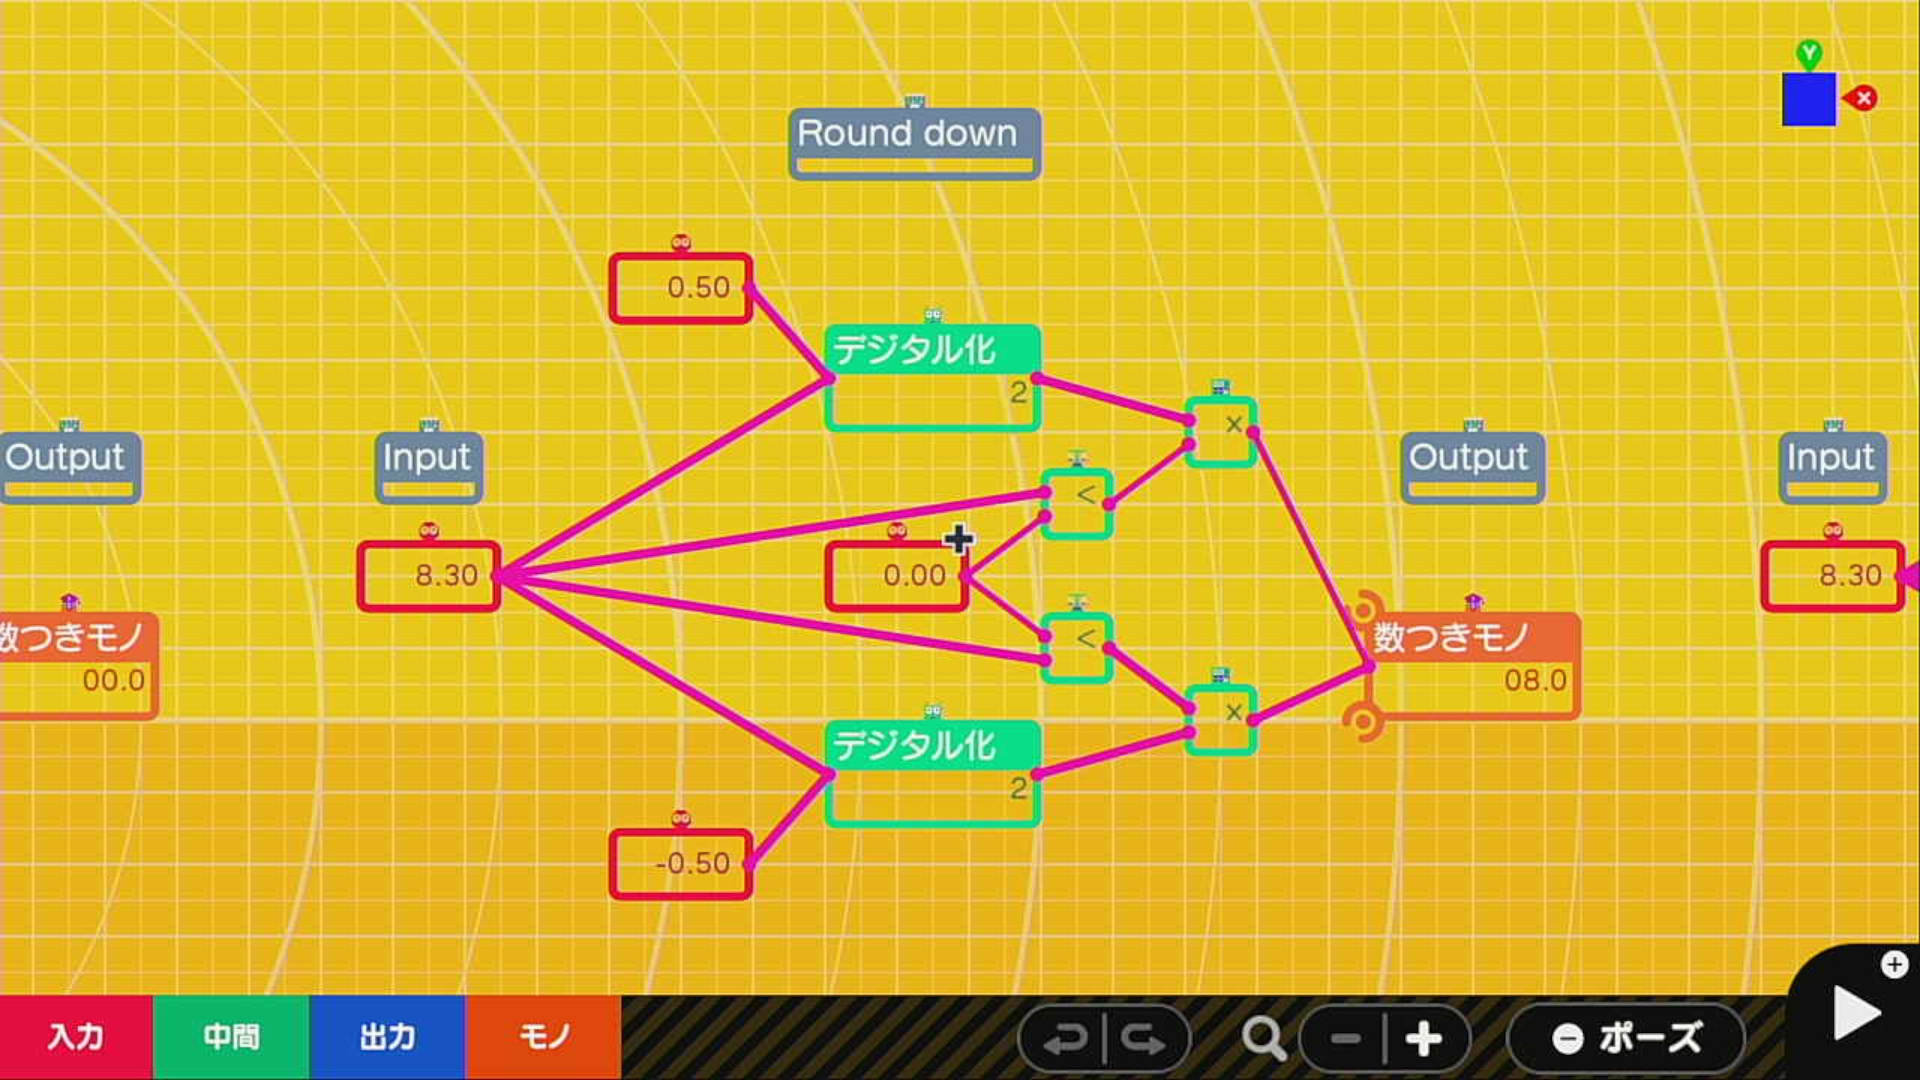 Y
X
Round down
0.50
デジタル化
2
×
Output
Input
<
Output
Input
8.30
0.00
8.30
数つきモノ
00.0
<
数つきモノ
08.0
×
デジタル化
2
-0.50
入力
中間
出力
モノ
ポーズ